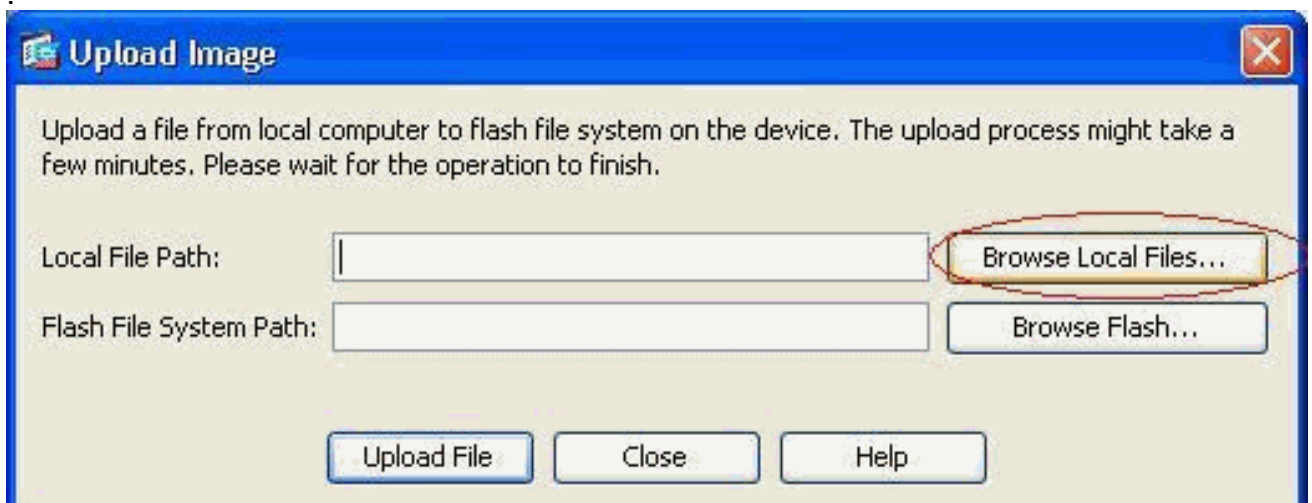 Upload Image
Upload a file from local computer to flash file system on the device. The upload process might take a
few minutes. Please wait for the operation to finish.
Local File Path: Browse Local Files...
Flash File System Path: Browse Flash...
Upload File Close Help